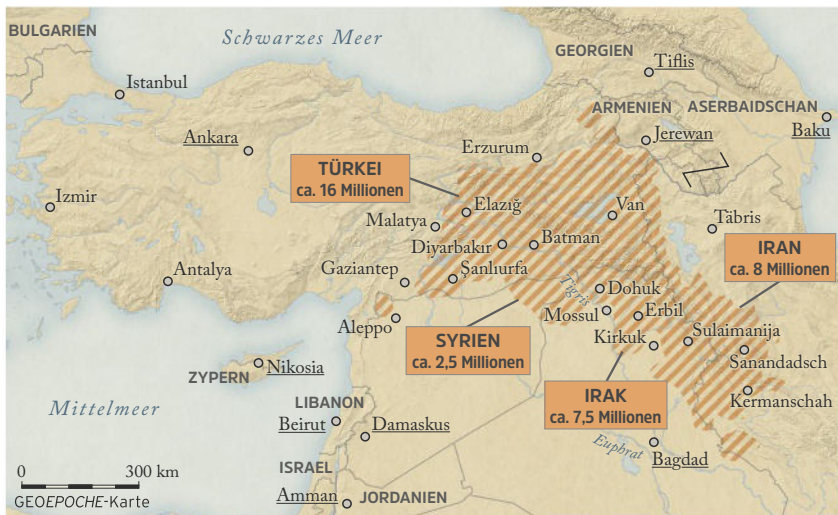 BULGARIEN
Schwarzes Meer
GEORGIEN
Tiflis
Istanbul
ARMENIEN
ASERBAIDSCHAN
Baku
Ankara
Erzurum
Jerewan
TÜRKEI
ca. 16 Millionen
Izmir
Elazığ
Van
Täbris
Malatya
Diyarbakır
Batman
IRAN
ca. 8 Millionen
Antalya
Gaziantep
Şanlıurfa
Tigris
Dohuk
Mossul
Erbil
Aleppo
SYRIEN
ca. 2,5 Millionen
Kirkuk
Sulaimanija
Sanandadsch
Nikosia
ZYPERN
IRAK
ca. 7,5 Millionen
Kermanschah
Mittelmeer
LIBANON
Beirut
Damaskus
Euphrat
Bagdad
ISRAEL
0 300 km
GEOEPOCHE-Karte
Amman
JORDANIEN